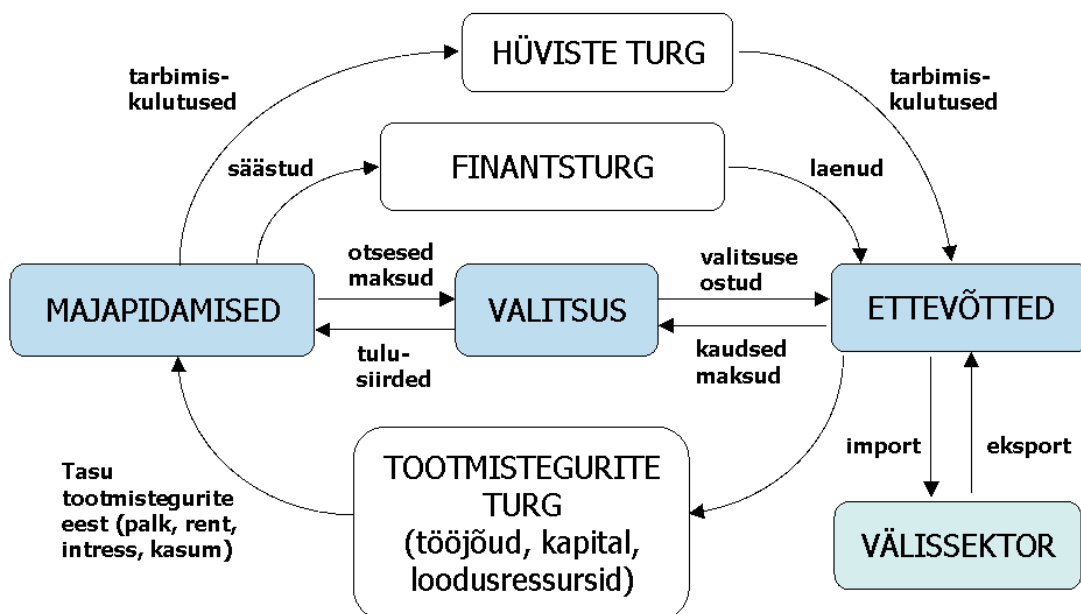 HÜVISTE TURG
tarbimis-
kulutused
tarbimis-
kulutused
FINANTSTURG
säästud
laenud
otsesed
maksud
valitsuse
ostud
MAJAPIDAMISED
VALITSUS
ETTEVÕTTED
tulu-
siirded
kaudsed
maksud
Tasu
tootmistegurite
eest (palk, rent,
intress, kasum)
TOOTMISTEGURITE
TURG
(tööjõud, kapital,
loodusressursid)
import
eksport
VÄLISSEKTOR